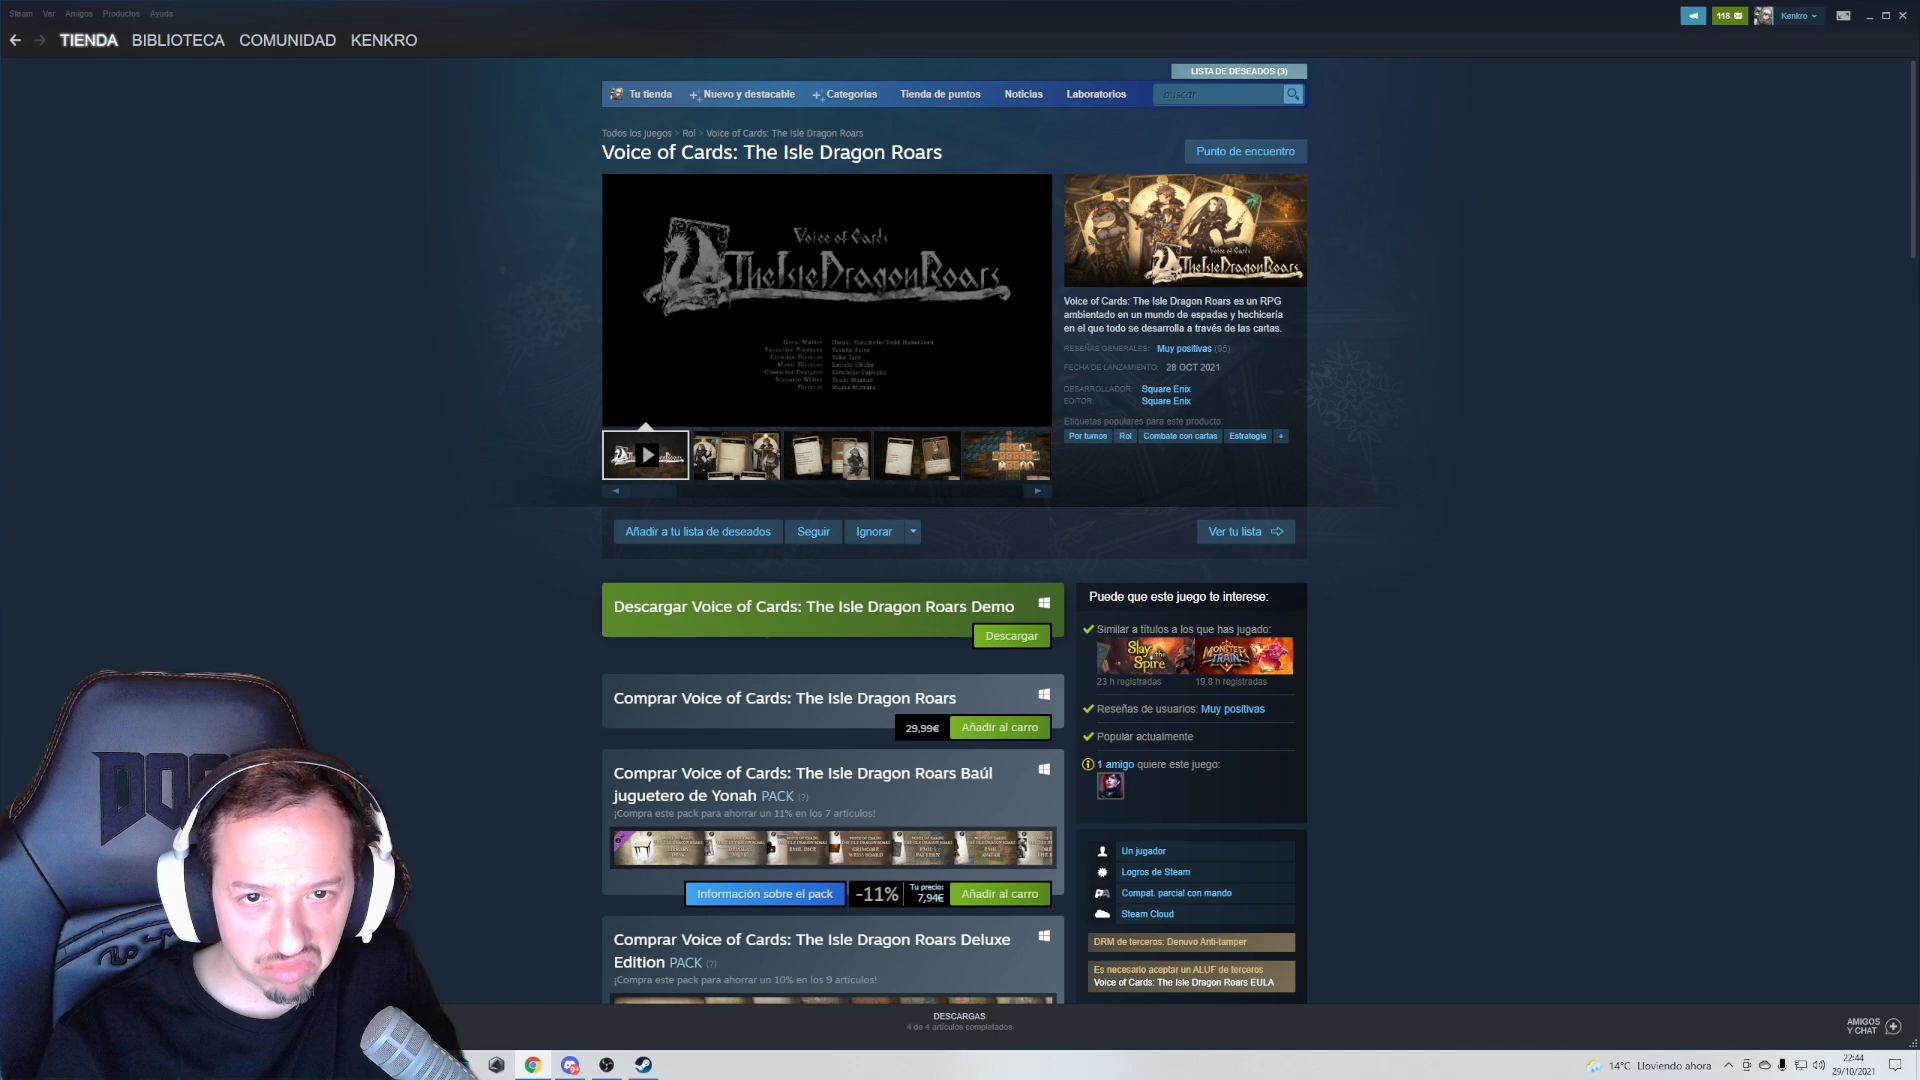 Steam Ver Amigos Productos Ayuda
118
Kenkro
TIENDA BIBLIOTECA COMUNIDAD KENKRO
LISTA DE DESEADOS (3)
Tu tienda Nuevo y destacable Categorías Tienda de puntos Noticias Laboratorios buscar
Todos los juegos > Rol > Voice of Cards: The Isle Dragon Roars
Voice of Cards: The Isle Dragon Roars
Punto de encuentro
Voice of Cards
The Isle Dragon Roars
Voice of Cards
The Isle Dragon Roars
Voice of Cards: The Isle Dragon Roars es un RPG
ambientado en un mundo de espadas y hechicería
en el que todo se desarrolla a través de las cartas.
RESEÑAS GENERALES: Muy positivas (95)
FECHA DE LANZAMIENTO: 28 OCT 2021
DESARROLLADOR: Square Enix
EDITOR: Square Enix
Etiquetas populares para este producto:
Por turnos Rol Combate con cartas Estrategia +
Añadir a tu lista de deseados Seguir Ignorar
Ver tu lista
Descargar Voice of Cards: The Isle Dragon Roars Demo
Descargar
Comprar Voice of Cards: The Isle Dragon Roars
29,99€ Añadir al carro
Comprar Voice of Cards: The Isle Dragon Roars Baúl
juguetero de Yonah PACK (?)
¡Compra este pack para ahorrar un 11% en los 7 artículos!
Información sobre el pack -11% Tu precio: 7,94€ Añadir al carro
Comprar Voice of Cards: The Isle Dragon Roars Deluxe
Edition PACK (?)
¡Compra este pack para ahorrar un 10% en los 9 artículos!
Puede que este juego te interese:
Similar a títulos a los que has jugado:
Slay the Spire MONSTER TRAIN
23 h registradas 19.8 h registradas
Reseñas de usuarios: Muy positivas
Popular actualmente
1 amigo quiere este juego:
Un jugador
Logros de Steam
Compat. parcial con mando
Steam Cloud
DRM de terceros: Denuvo Anti-tamper
Es necesario aceptar un ALUF de terceros
Voice of Cards: The Isle Dragon Roars EULA
DESCARGAS
4 de 4 artículos completados
AMIGOS
Y CHAT
14°C Lloviendo ahora
22:44
29/10/2021